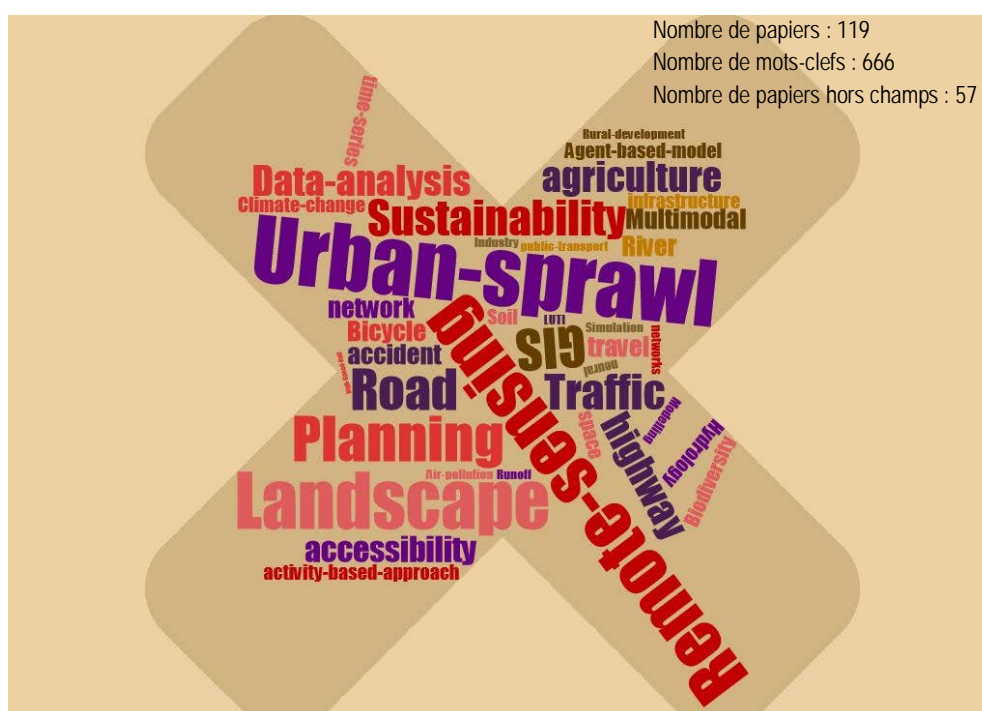 Nombre de papiers : 119
Nombre de mots-clefs : 666
Nombre de papiers hors champs : 57
time-series
Rural-development
Agent-based-model
Data-analysis
agriculture
Climate-change
infrastructure
Sustainability
Multimodal
Industry
public-transport
River
Urban-sprawl
network
Soil
LUTI
Simulation
Bicycle
GIS
travel
networks
accident
neural
Road
Remote-sensing
Traffic
Modelling
space
highway
Hydrology
Biodiversity
Planning
Air-pollution
Runoff
Landscape
accessibility
activity-based-approach